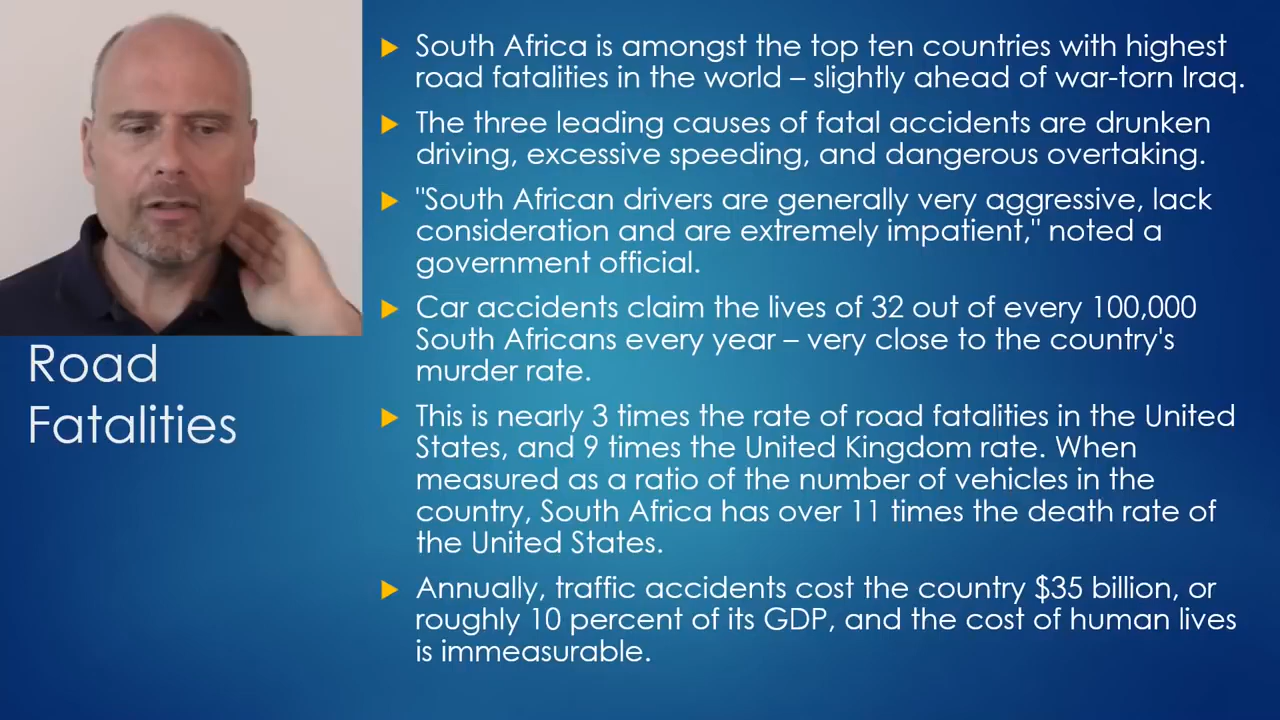 South Africa is amongst the top ten countries with highest
road fatalities in the world – slightly ahead of war-torn Iraq.
The three leading causes of fatal accidents are drunken
driving, excessive speeding, and dangerous overtaking.
"South African drivers are generally very aggressive, lack
consideration and are extremely impatient," noted a
government official.
Car accidents claim the lives of 32 out of every 100,000
South Africans every year – very close to the country's
murder rate.
This is nearly 3 times the rate of road fatalities in the United
States, and 9 times the United Kingdom rate. When
measured as a ratio of the number of vehicles in the
country, South Africa has over 11 times the death rate of
the United States.
Annually, traffic accidents cost the country $35 billion, or
roughly 10 percent of its GDP, and the cost of human lives
is immeasurable.
Road
Fatalities